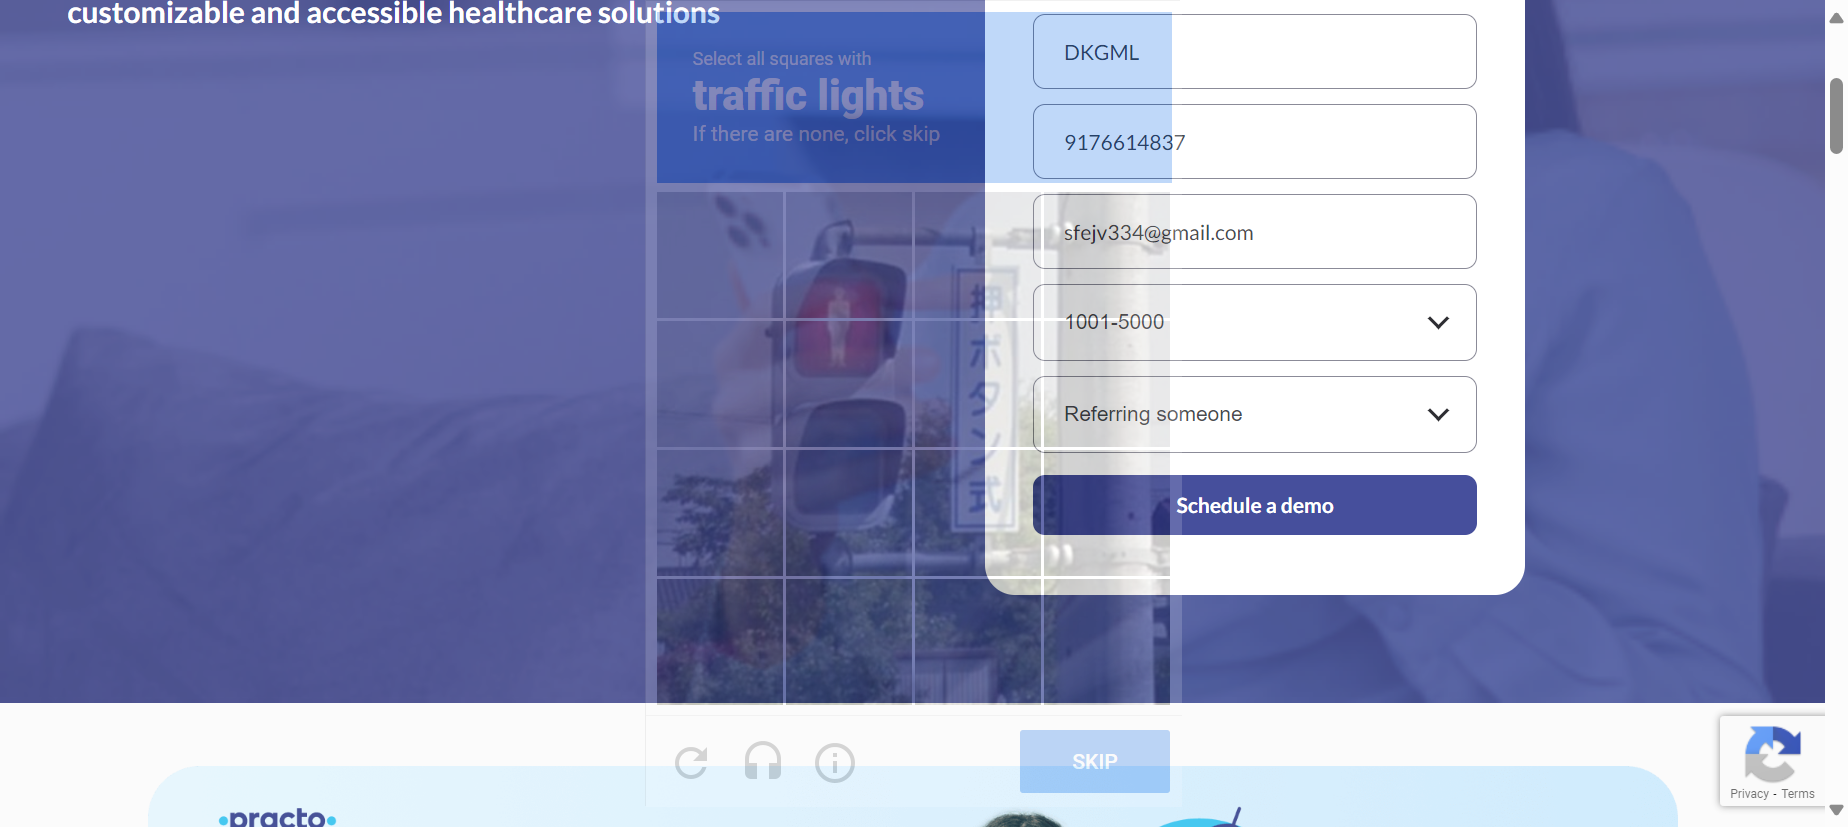 customizable and accessible healthcare solutions
Select all squares with
traffic lights
If there are none, click skip
DKGML
9176614837
sfejv334@gmail.com
1001-5000
Referring someone
Schedule a demo
押
ボ
タ
ン
式
SKIP
Privacy - Terms
practo